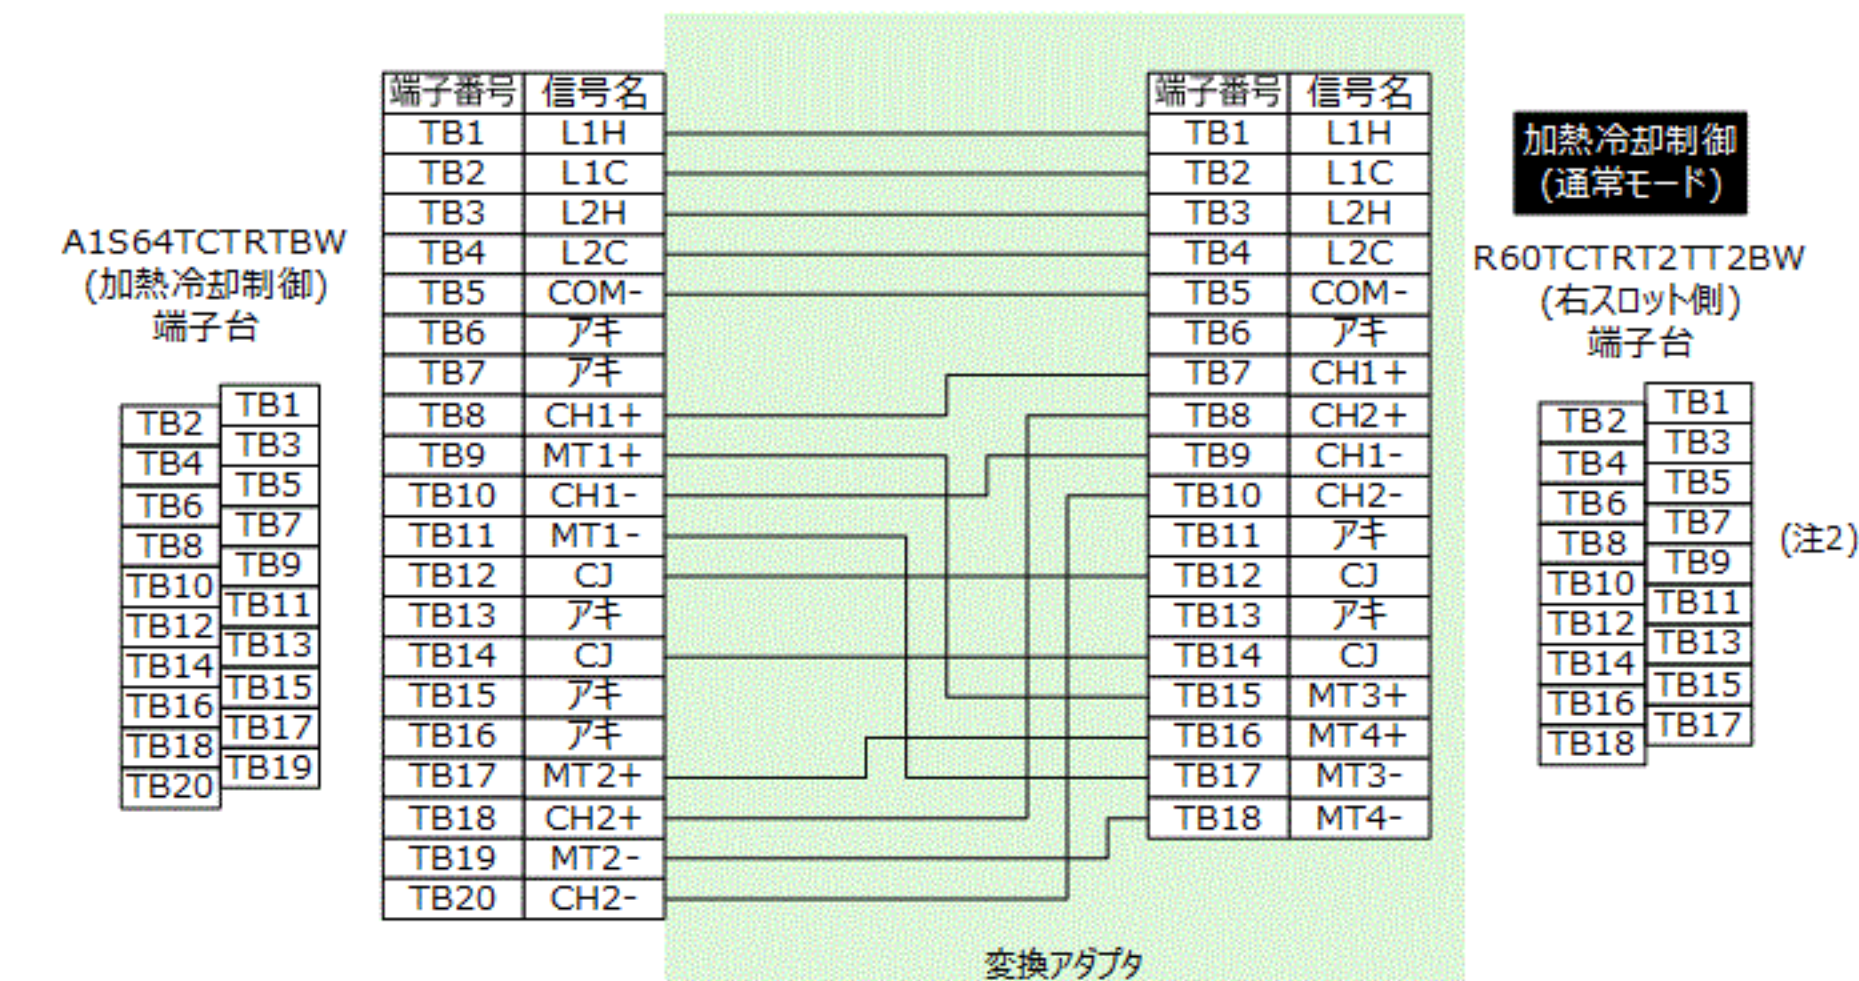 A1S64TCTRTBW
(加熱冷却制御)
端子台
TB1
TB2
TB3
TB4
TB5
TB6
TB7
TB8
TB9
TB10
TB11
TB12
TB13
TB14
TB15
TB16
TB17
TB18
TB19
TB20
端子番号 信号名
TB1 L1H
TB2 L1C
TB3 L2H
TB4 L2C
TB5 COM-
TB6 アキ
TB7 アキ
TB8 CH1+
TB9 MT1+
TB10 CH1-
TB11 MT1-
TB12 CJ
TB13 アキ
TB14 CJ
TB15 アキ
TB16 アキ
TB17 MT2+
TB18 CH2+
TB19 MT2-
TB20 CH2-
変換アダプタ
端子番号 信号名
TB1 L1H
TB2 L1C
TB3 L2H
TB4 L2C
TB5 COM-
TB6 アキ
TB7 CH1+
TB8 CH2+
TB9 CH1-
TB10 CH2-
TB11 アキ
TB12 CJ
TB13 アキ
TB14 CJ
TB15 MT3+
TB16 MT4+
TB17 MT3-
TB18 MT4-
加熱冷却制御
(通常モード)
R60TCTRT2TT2BW
(右スロット側)
端子台
TB1
TB2
TB3
TB4
TB5
TB6
TB7
TB8
TB9
TB10
TB11
TB12
TB13
TB14
TB15
TB16
TB17
TB18
(注2)